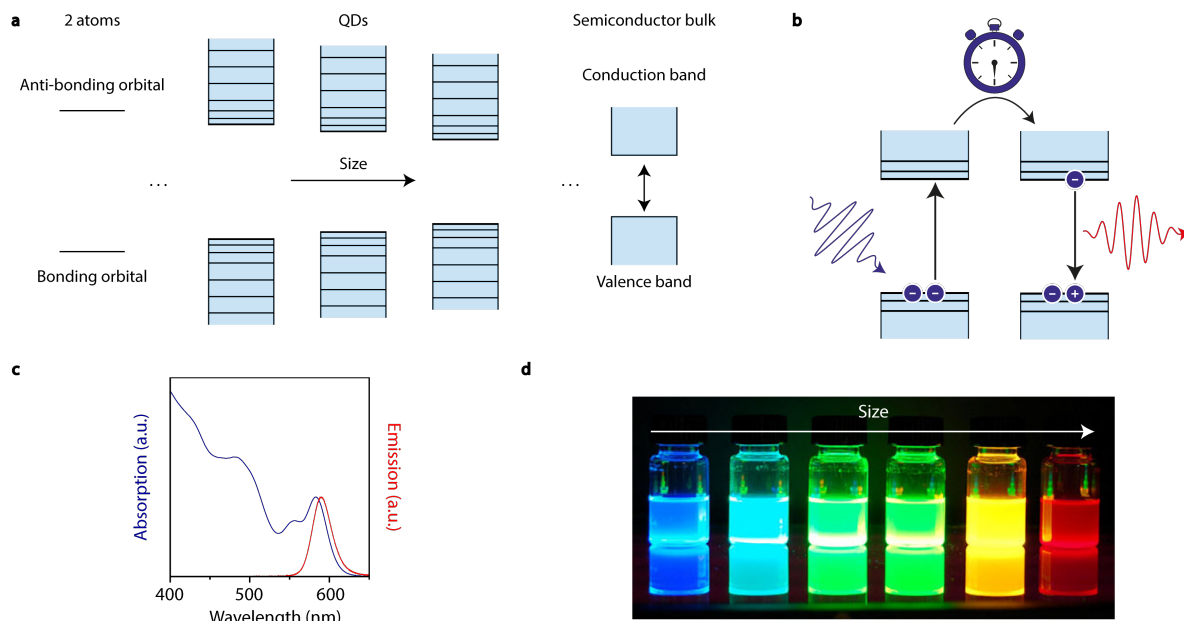 a
2 atoms
QDs
Semiconductor bulk
Anti-bonding orbital
Conduction band
Size
...
...
Bonding orbital
Valence band
b
−
− −
− +
c
Absorption (a.u.)
Emission (a.u.)
400 500 600
Wavelength (nm)
d
Size